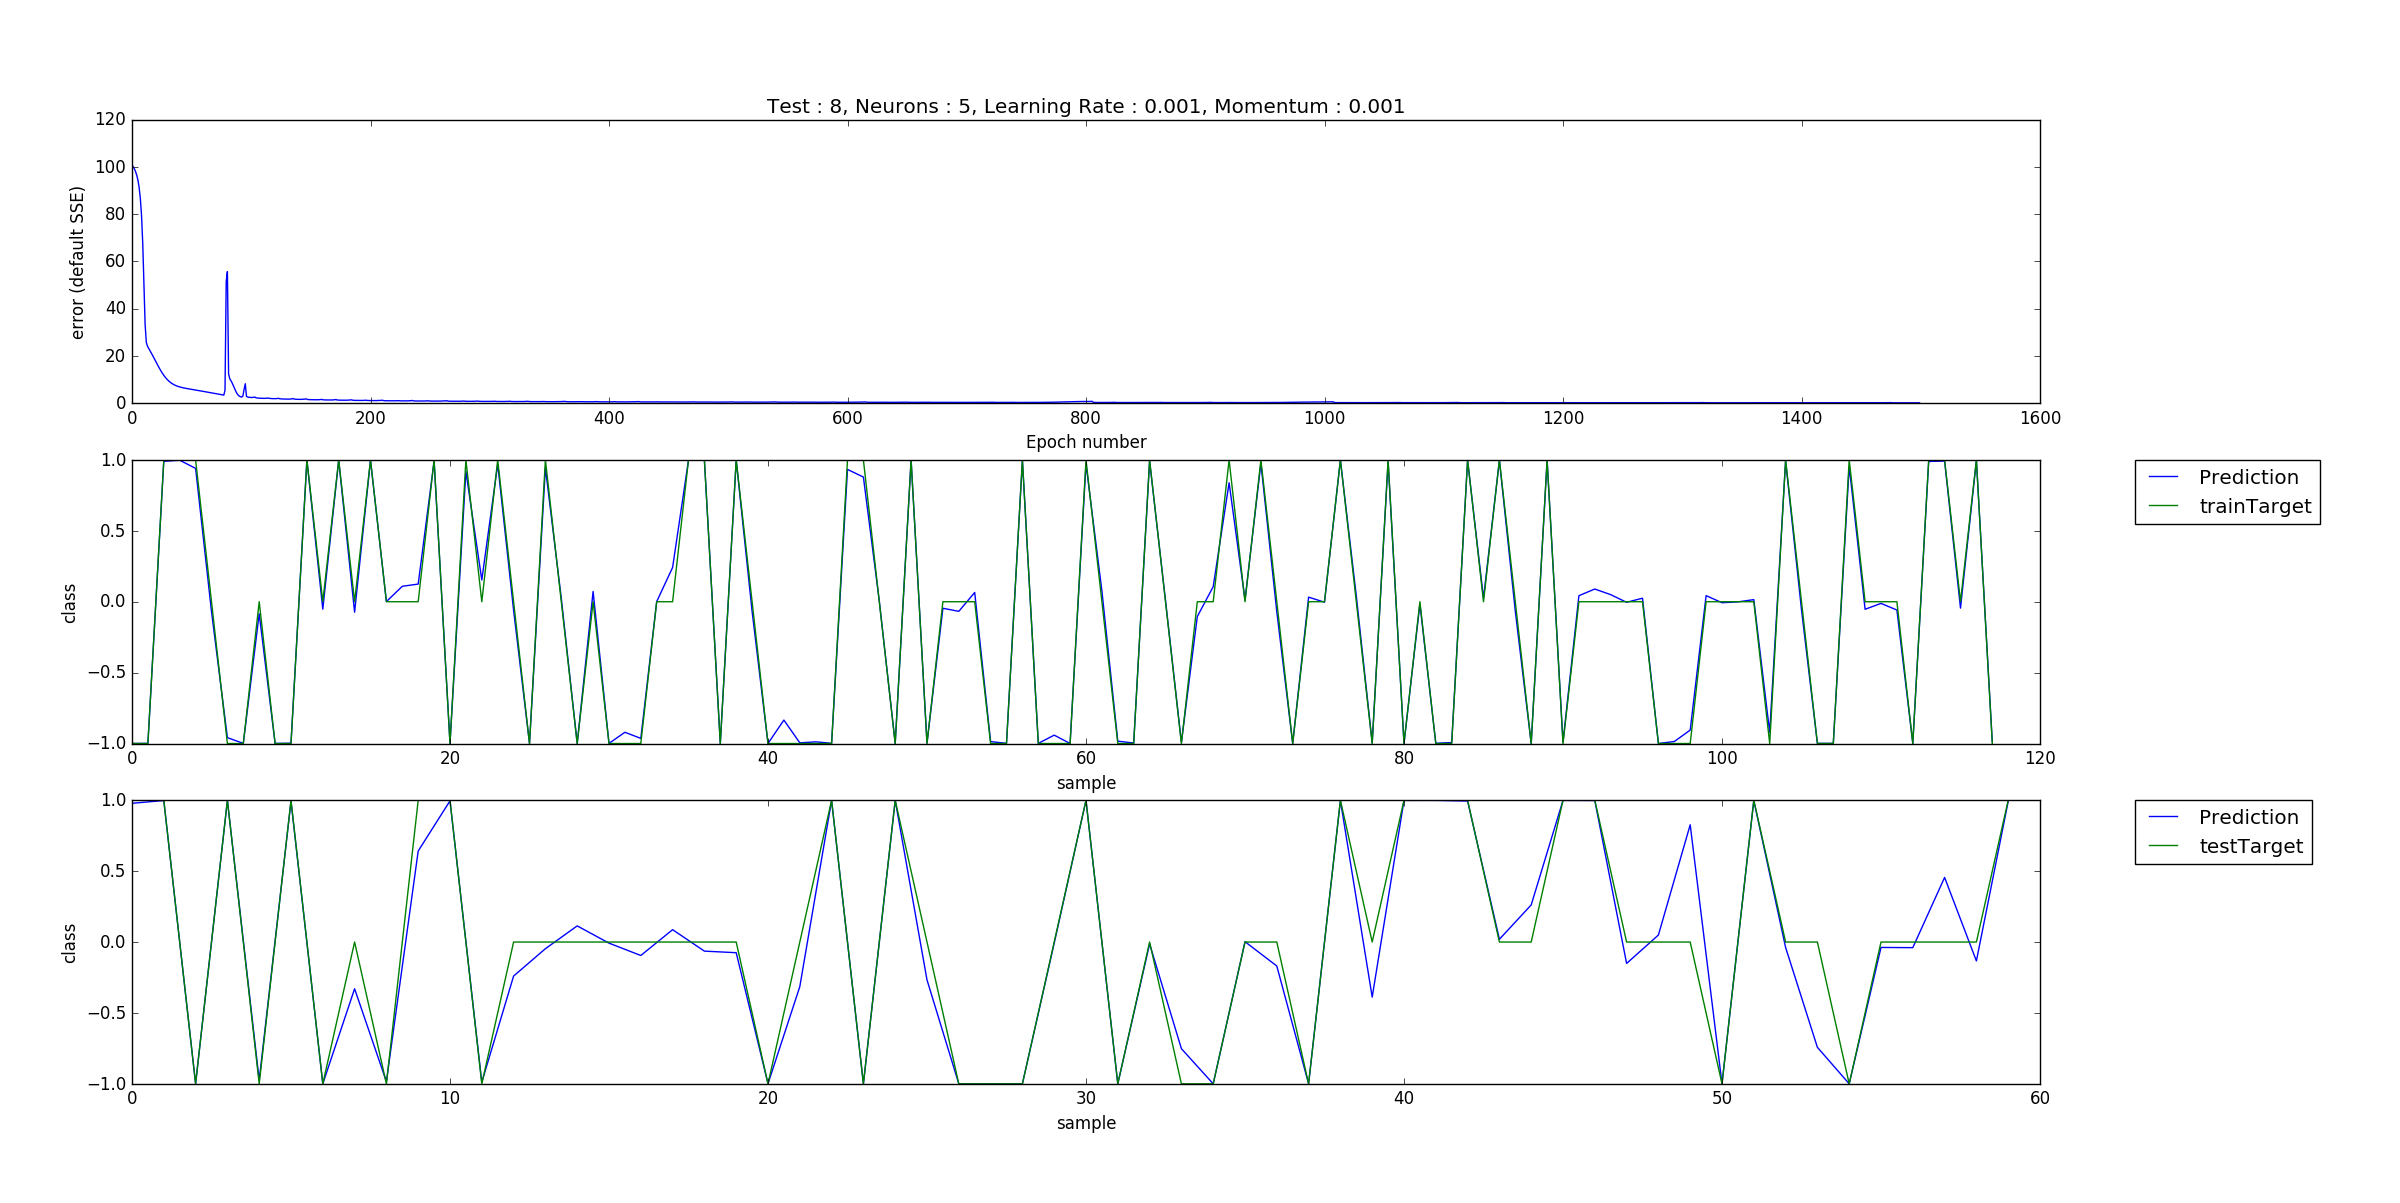 Test : 8, Neurons : 5, Learning Rate : 0.001, Momentum : 0.001
120
100
80
60
40
20
0
error (default SSE)
0 200 400 600 800 1000 1200 1400 1600
Epoch number
1.0
0.5
0.0
−0.5
−1.0
class
0 20 40 60 80 100 120
sample
Prediction
trainTarget
1.0
0.5
0.0
−0.5
−1.0
class
0 10 20 30 40 50 60
sample
Prediction
testTarget